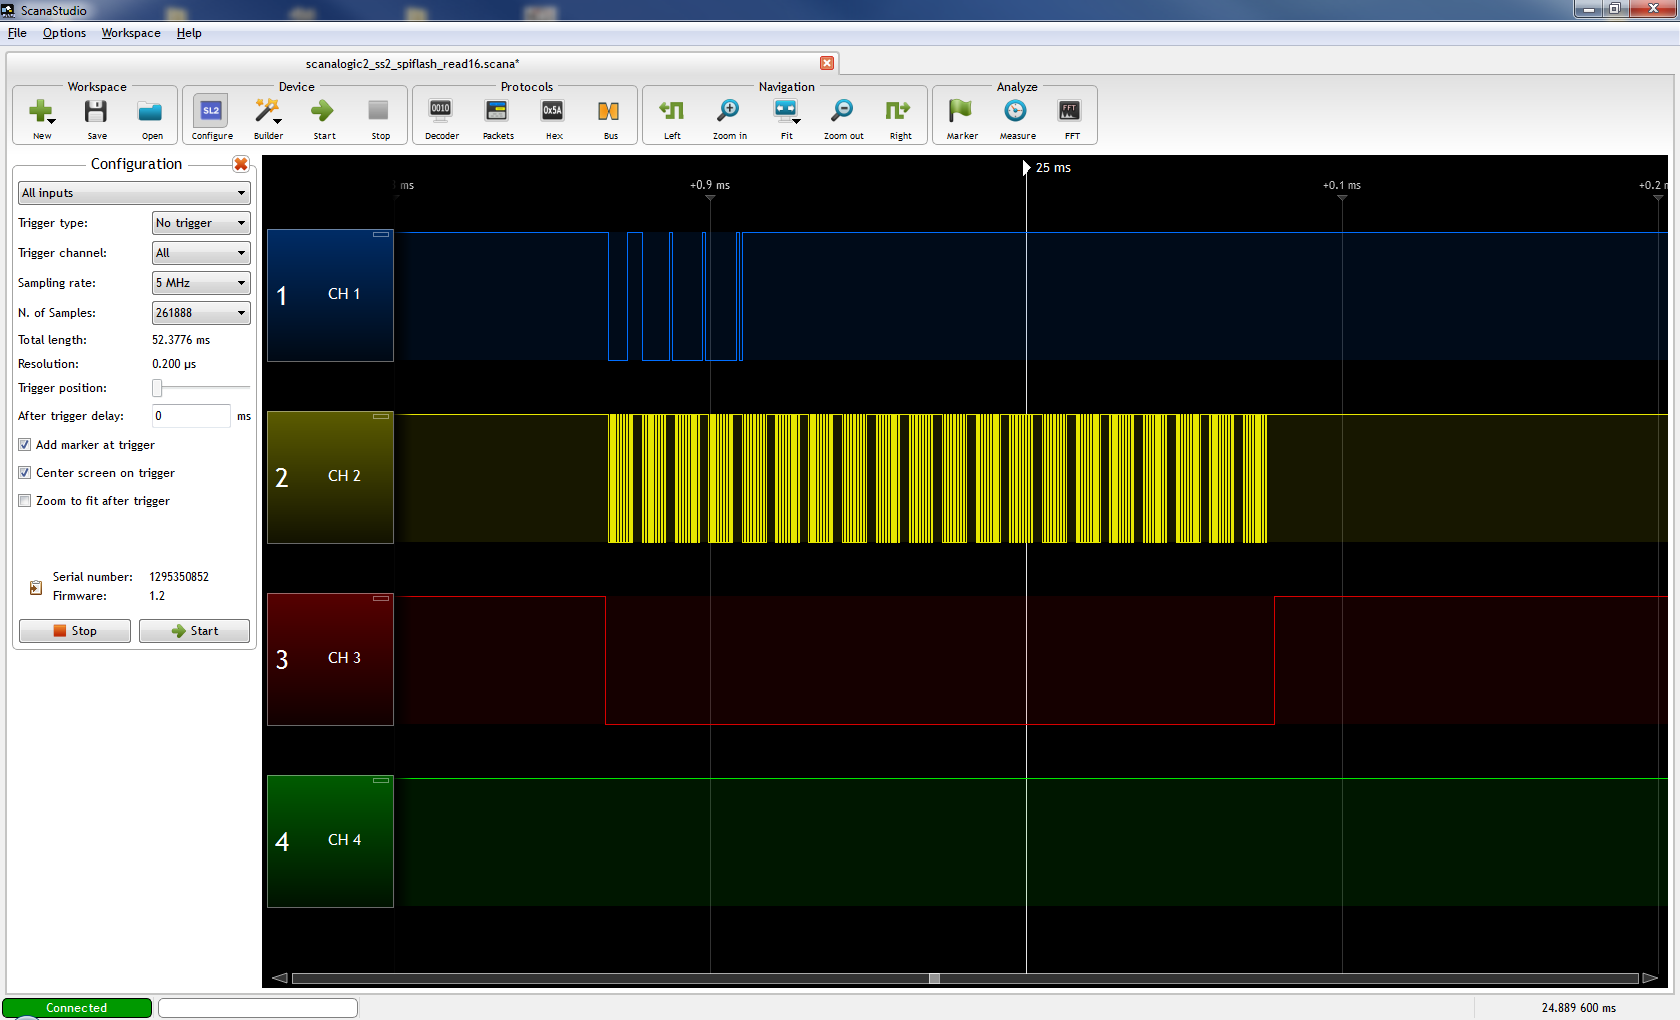 ScanaStudio
File Options Workspace Help
scanalogic2_ss2_spiflash_read16.scana*
Workspace Device Protocols Navigation Analyze
SL2 0010 0x5A FFT
New Save Open Configure Builder Start Stop Decoder Packets Hex Bus Left Zoom in Fit Zoom out Right Marker Measure FFT
Configuration
All inputs
Trigger type: No trigger
Trigger channel: All
Sampling rate: 5 MHz
N. of Samples: 261888
Total length: 52.3776 ms
Resolution: 0.200 µs
Trigger position:
After trigger delay: 0 ms
Add marker at trigger
Center screen on trigger
Zoom to fit after trigger
Serial number: 1295350852
Firmware: 1.2
Stop Start
25 ms
ms +0.9 ms +0.1 ms +0.2
1 CH 1
2 CH 2
3 CH 3
4 CH 4
Connected
24.889 600 ms